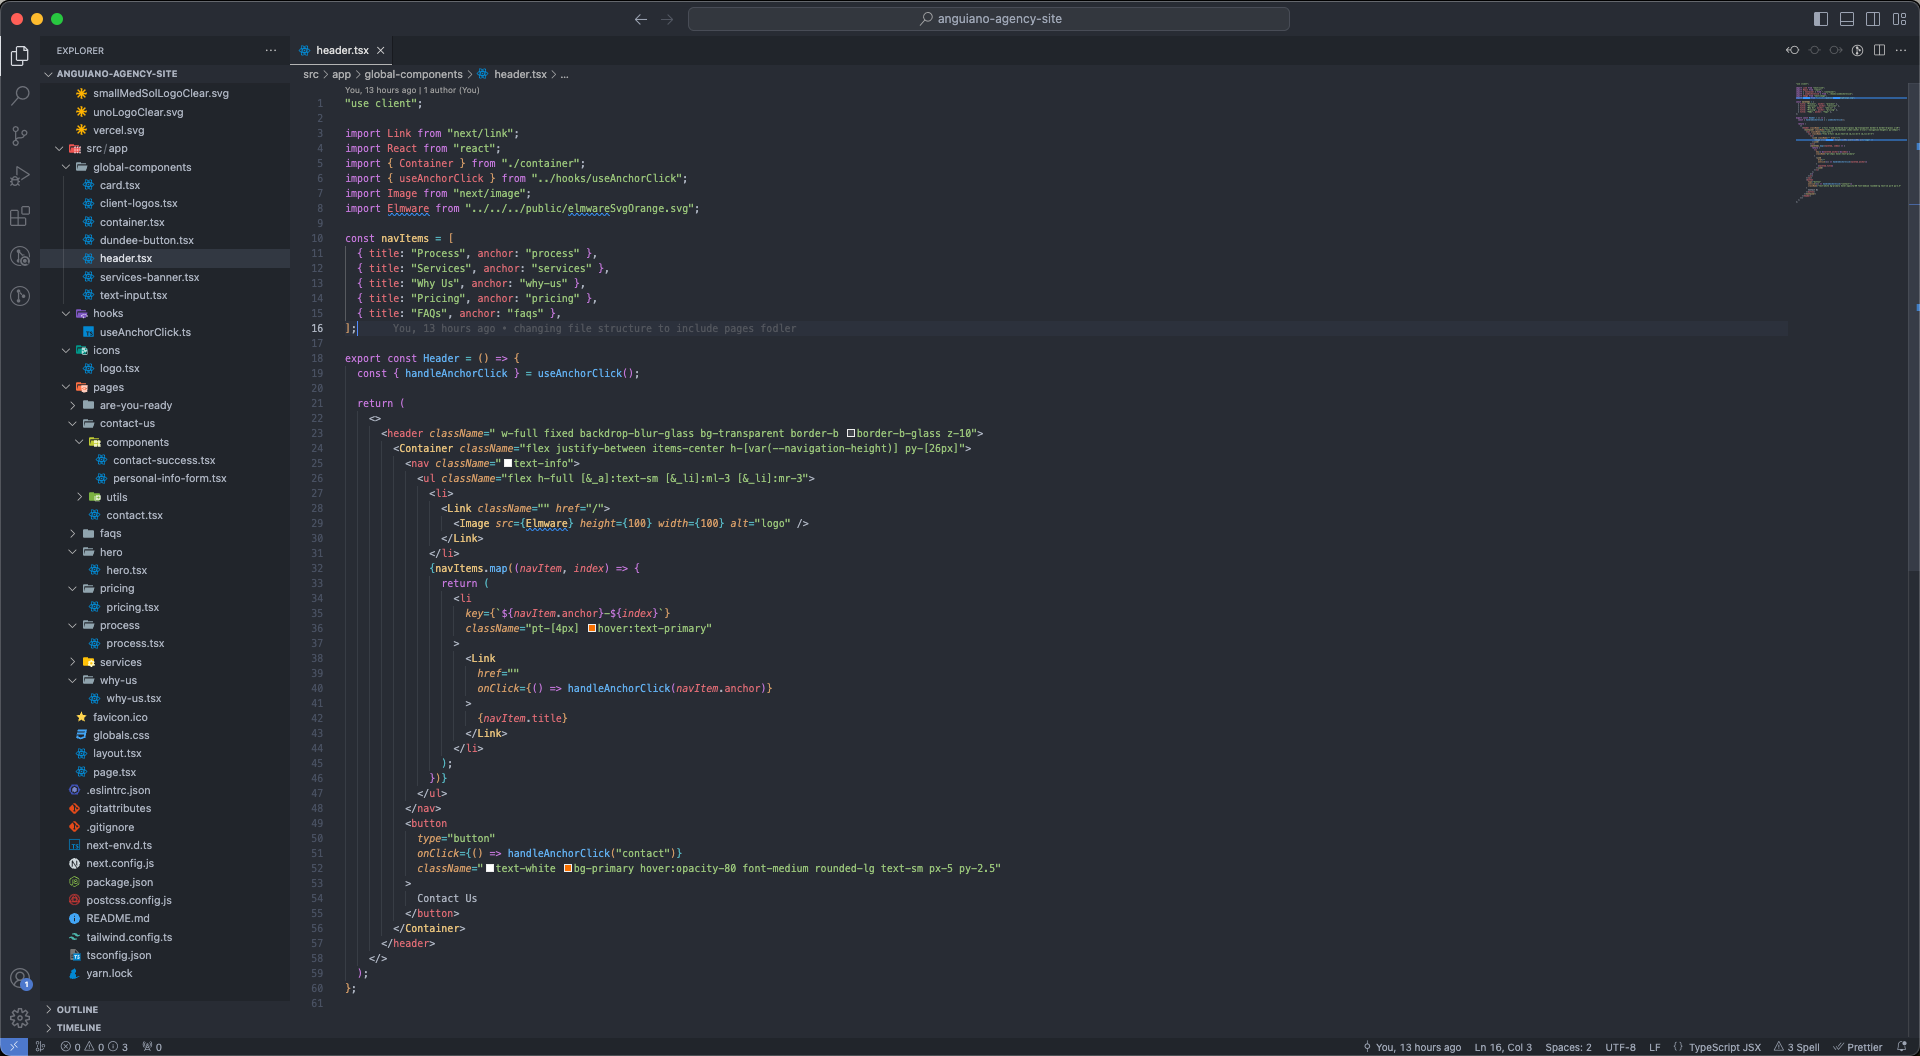 anguiano-agency-site
EXPLORER
ANGUIANO-AGENCY-SITE
smallMedSolLogoClear.svg
unoLogoClear.svg
vercel.svg
src/app
global-components
card.tsx
client-logos.tsx
container.tsx
dundee-button.tsx
header.tsx
services-banner.tsx
text-input.tsx
hooks
useAnchorClick.ts
icons
logo.tsx
pages
are-you-ready
contact-us
components
contact-success.tsx
personal-info-form.tsx
utils
contact.tsx
faqs
hero
hero.tsx
pricing
pricing.tsx
process
process.tsx
services
why-us
why-us.tsx
favicon.ico
globals.css
layout.tsx
page.tsx
.eslintrc.json
.gitattributes
.gitignore
next-env.d.ts
next.config.js
package.json
postcss.config.js
README.md
tailwind.config.ts
tsconfig.json
yarn.lock
OUTLINE
TIMELINE
header.tsx
src > app > global-components > header.tsx > ...
You, 13 hours ago | 1 author (You)
1 "use client";
2
3 import Link from "next/link";
4 import React from "react";
5 import { Container } from "./container";
6 import { useAnchorClick } from "../hooks/useAnchorClick";
7 import Image from "next/image";
8 import Elmware from "../../../public/elmwareSvgOrange.svg";
9
10 const navItems = [
11 { title: "Process", anchor: "process" },
12 { title: "Services", anchor: "services" },
13 { title: "Why Us", anchor: "why-us" },
14 { title: "Pricing", anchor: "pricing" },
15 { title: "FAQs", anchor: "faqs" },
16 ]; You, 13 hours ago • changing file structure to include pages fodler
17
18 export const Header = () => {
19 const { handleAnchorClick } = useAnchorClick();
20
21 return (
22 <>
23 <header className=" w-full fixed backdrop-blur-glass bg-transparent border-b border-b-glass z-10">
24 <Container className="flex justify-between items-center h-[var(--navigation-height)] py-[26px]">
25 <nav className="text-info">
26 <ul className="flex h-full [&_a]:text-sm [&_li]:ml-3 [&_li]:mr-3">
27 <li>
28 <Link className="" href="/">
29 <Image src={Elmware} height={100} width={100} alt="logo" />
30 </Link>
31 </li>
32 {navItems.map((navItem, index) => {
33 return (
34 <li
35 key={`${navItem.anchor}-${index}`}
36 className="pt-[4px] hover:text-primary"
37 >
38 <Link
39 href=""
40 onClick={() => handleAnchorClick(navItem.anchor)}
41 >
42 {navItem.title}
43 </Link>
44 </li>
45 );
46 })}
47 </ul>
48 </nav>
49 <button
50 type="button"
51 onClick={() => handleAnchorClick("contact")}
52 className="text-white bg-primary hover:opacity-80 font-medium rounded-lg text-sm px-5 py-2.5"
53 >
54 Contact Us
55 </button>
56 </Container>
57 </header>
58 </>
59 );
60 };
61
1
0 0 3 0
You, 13 hours ago Ln 16, Col 3 Spaces: 2 UTF-8 LF {} TypeScript JSX 3 Spell Prettier